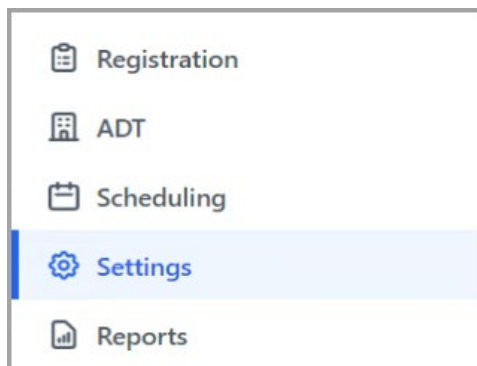 Registration
ADT
Scheduling
Settings
Reports